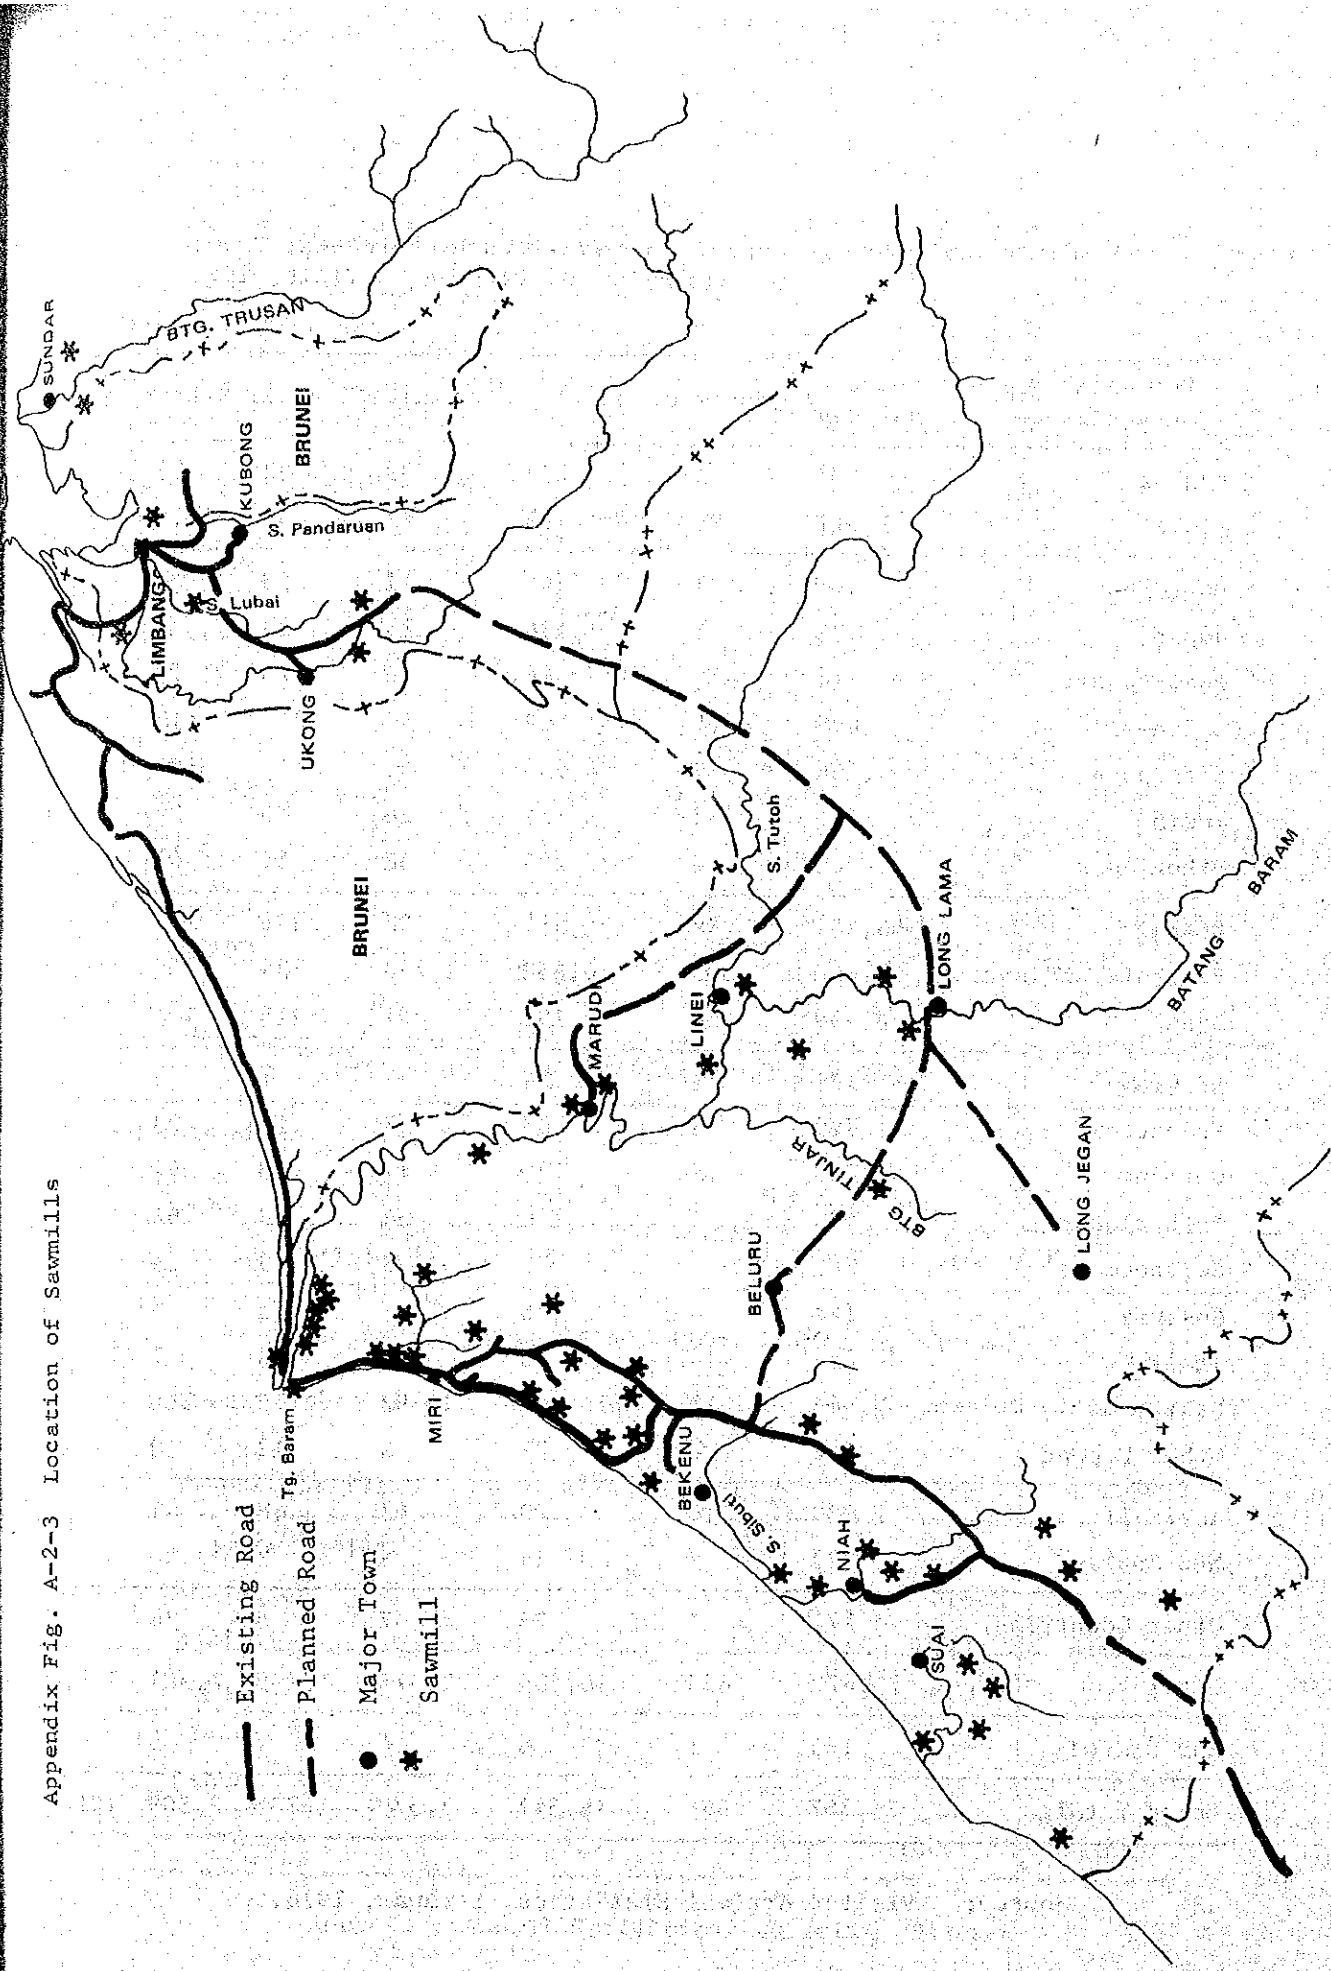 Appendix Fig. A-2-3 Location of Sawmills
Existing Road
Planned Road
Major Town
Sawmill
SUNDAR
BTG. TRUSAN
BRUNEI
KUBONG
S. Pandaruan
LIMBANG
S. Lubai
UKONG
BRUNEI
S. Tutoh
MARUDI
LINEI
LONG LAMA
BATANG BARAM
BTG TINJAR
LONG JEGAN
BELURU
Tg. Baram
MIRI
BEKENU
S. Sibuti
NIAH
SUAI